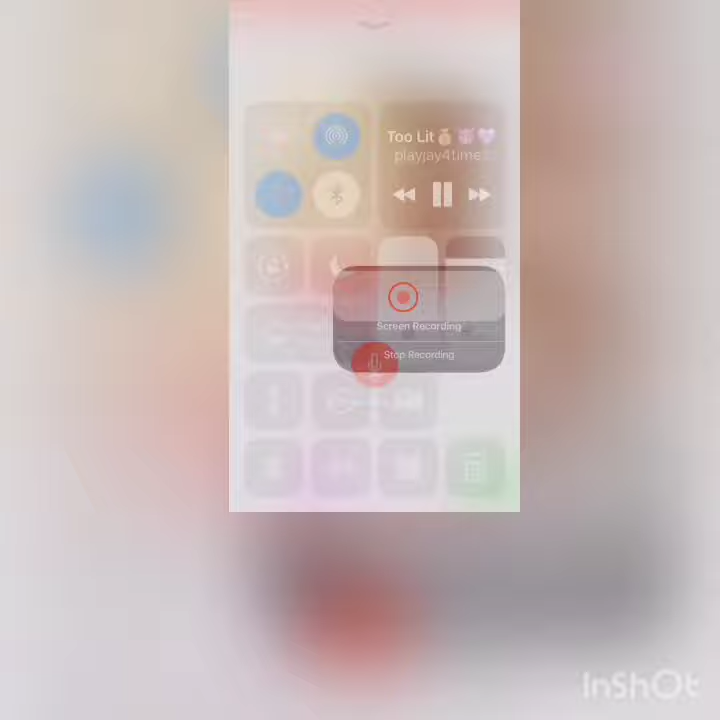 Too Lit💰👯💜
playjay4time
Screen Recording
Stop Recording
InShOt